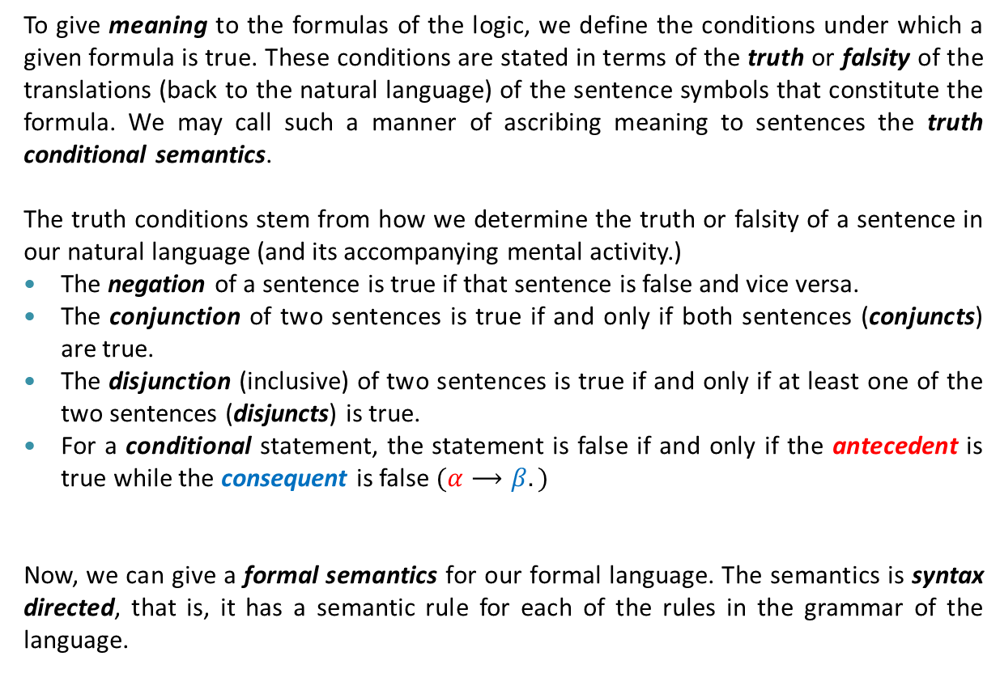 To give meaning to the formulas of the logic, we define the conditions under which a
given formula is true. These conditions are stated in terms of the truth or falsity of the
translations (back to the natural language) of the sentence symbols that constitute the
formula. We may call such a manner of ascribing meaning to sentences the truth
conditional semantics.
The truth conditions stem from how we determine the truth or falsity of a sentence in
our natural language (and its accompanying mental activity.)
• The negation of a sentence is true if that sentence is false and vice versa.
• The conjunction of two sentences is true if and only if both sentences (conjuncts)
are true.
• The disjunction (inclusive) of two sentences is true if and only if at least one of the
two sentences (disjuncts) is true.
• For a conditional statement, the statement is false if and only if the antecedent is
true while the consequent is false (α ⟶ β.)
Now, we can give a formal semantics for our formal language. The semantics is syntax
directed, that is, it has a semantic rule for each of the rules in the grammar of the
language.